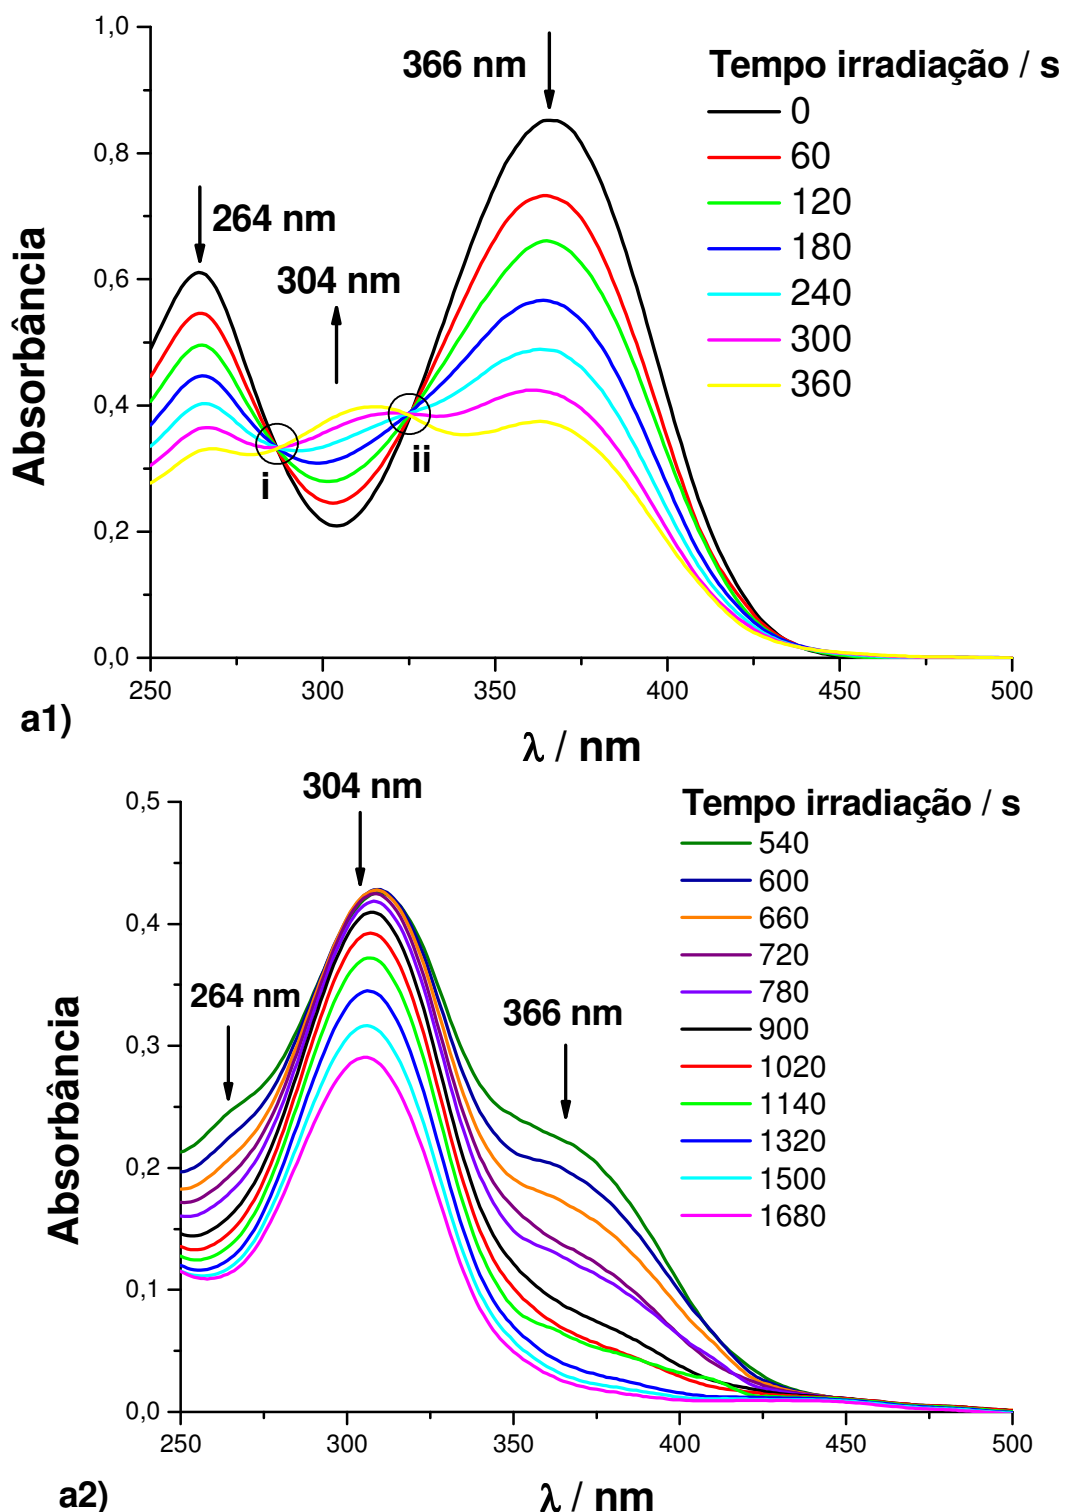 1,0
0,8
0,6
0,4
0,2
0,0
Absorbância
366 nm
264 nm
304 nm
i
ii
Tempo irradiação / s
0
60
120
180
240
300
360
250 300 350 400 450 500
a1)
λ / nm
0,5
0,4
0,3
0,2
0,1
0,0
Absorbância
304 nm
264 nm
366 nm
Tempo irradiação / s
540
600
660
720
780
900
1020
1140
1320
1500
1680
250 300 350 400 450 500
a2)
λ / nm